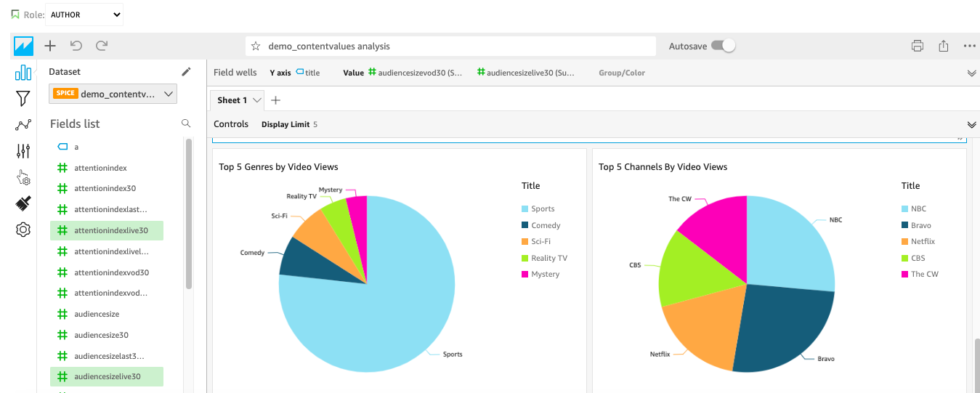 Role: AUTHOR
demo_contentvalues analysis
Autosave
Dataset
SPICE demo_contentv...
Fields list
a
attentionindex
attentionindex30
attentionindexlast...
attentionindexlive30
attentionindexlivel...
attentionindexvod30
attentionindexvod...
audiencesize
audiencesize30
audiencesizelast3...
audiencesizelive30
Field wells Y axis title Value audiencesizevod30 (S... audiencesizelive30 (Su... Group/Color
Sheet 1
Controls Display Limit 5
Top 5 Genres by Video Views
Mystery
Reality TV
Sci-Fi
Comedy
Sports
Title
Sports
Comedy
Sci-Fi
Reality TV
Mystery
Top 5 Channels By Video Views
The CW
NBC
CBS
Netflix
Bravo
Title
NBC
Bravo
Netflix
CBS
The CW